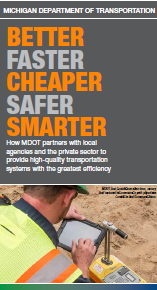 MICHIGAN DEPARTMENT OF TRANSPORTATION
BETTER
FASTER
CHEAPER
SAFER
SMARTER
How MDOT partners with local
agencies and the private sector to
provide high-quality transportation
systems with the greatest efficiency